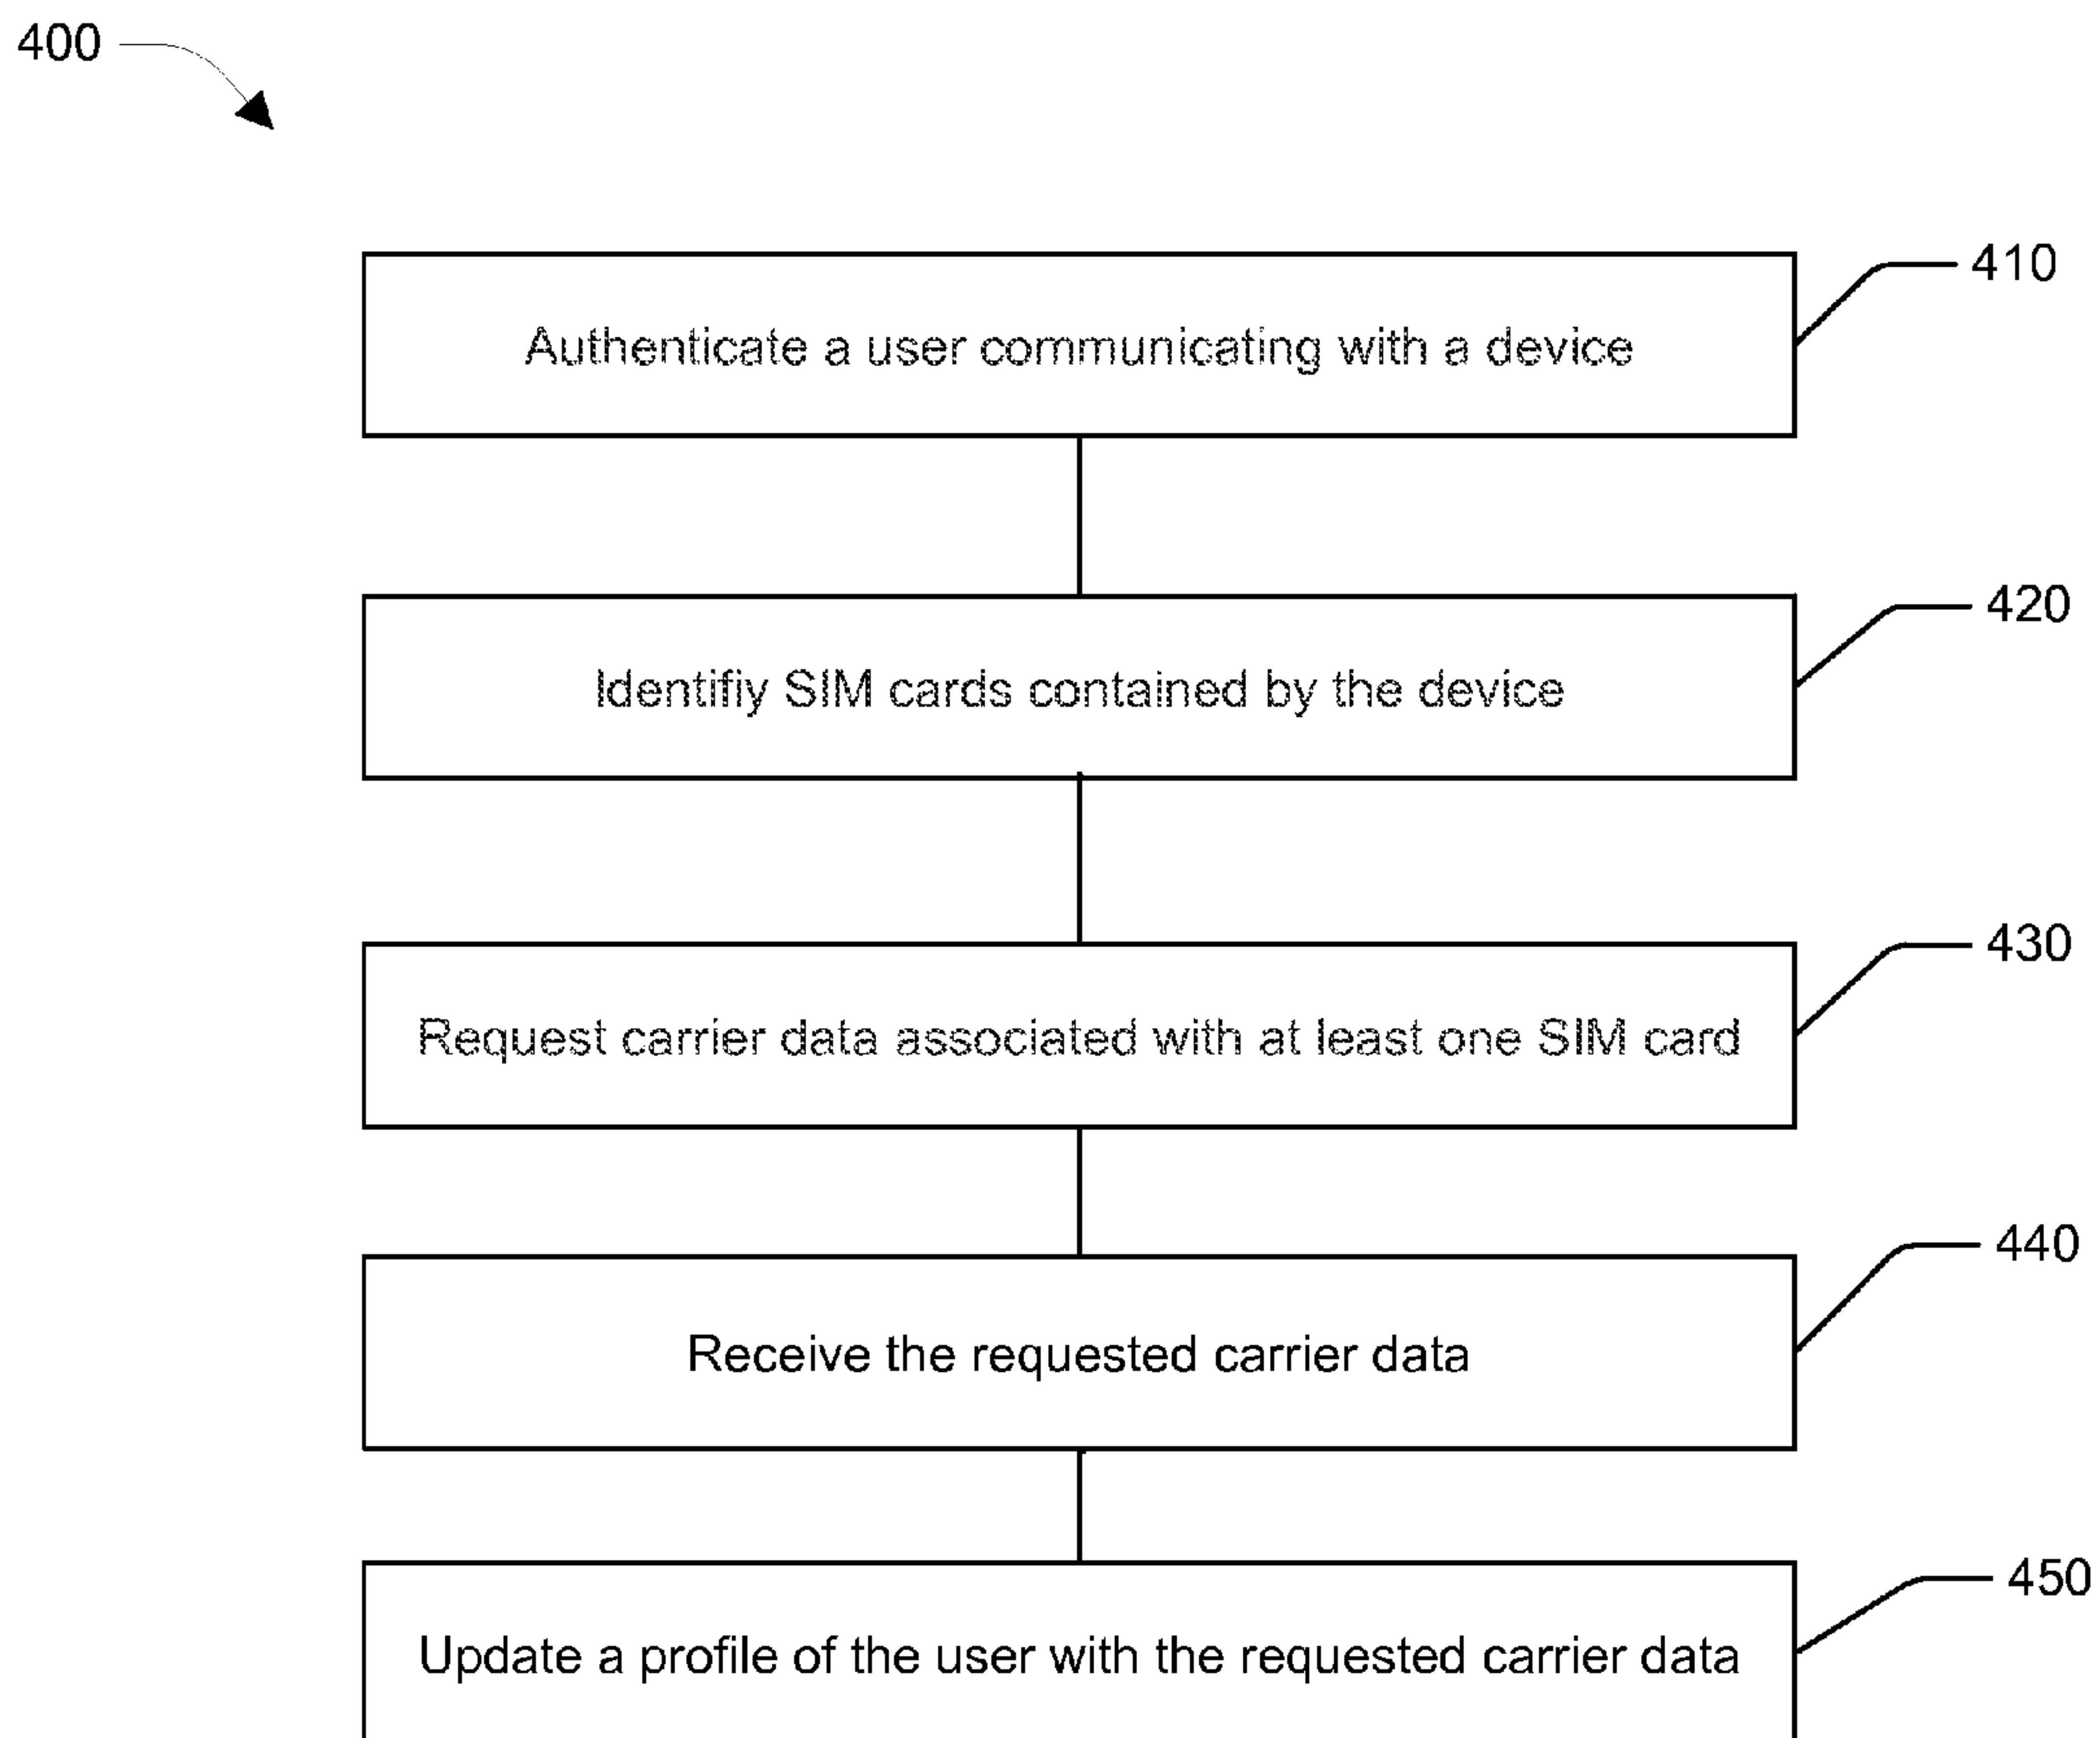 400
410
Authenticate a user communicating with a device
420
Identifiy SIM cards contained by the device
430
Request carrier data associated with at least one SIM card
440
Receive the requested carrier data
450
Update a profile of the user with the requested carrier data